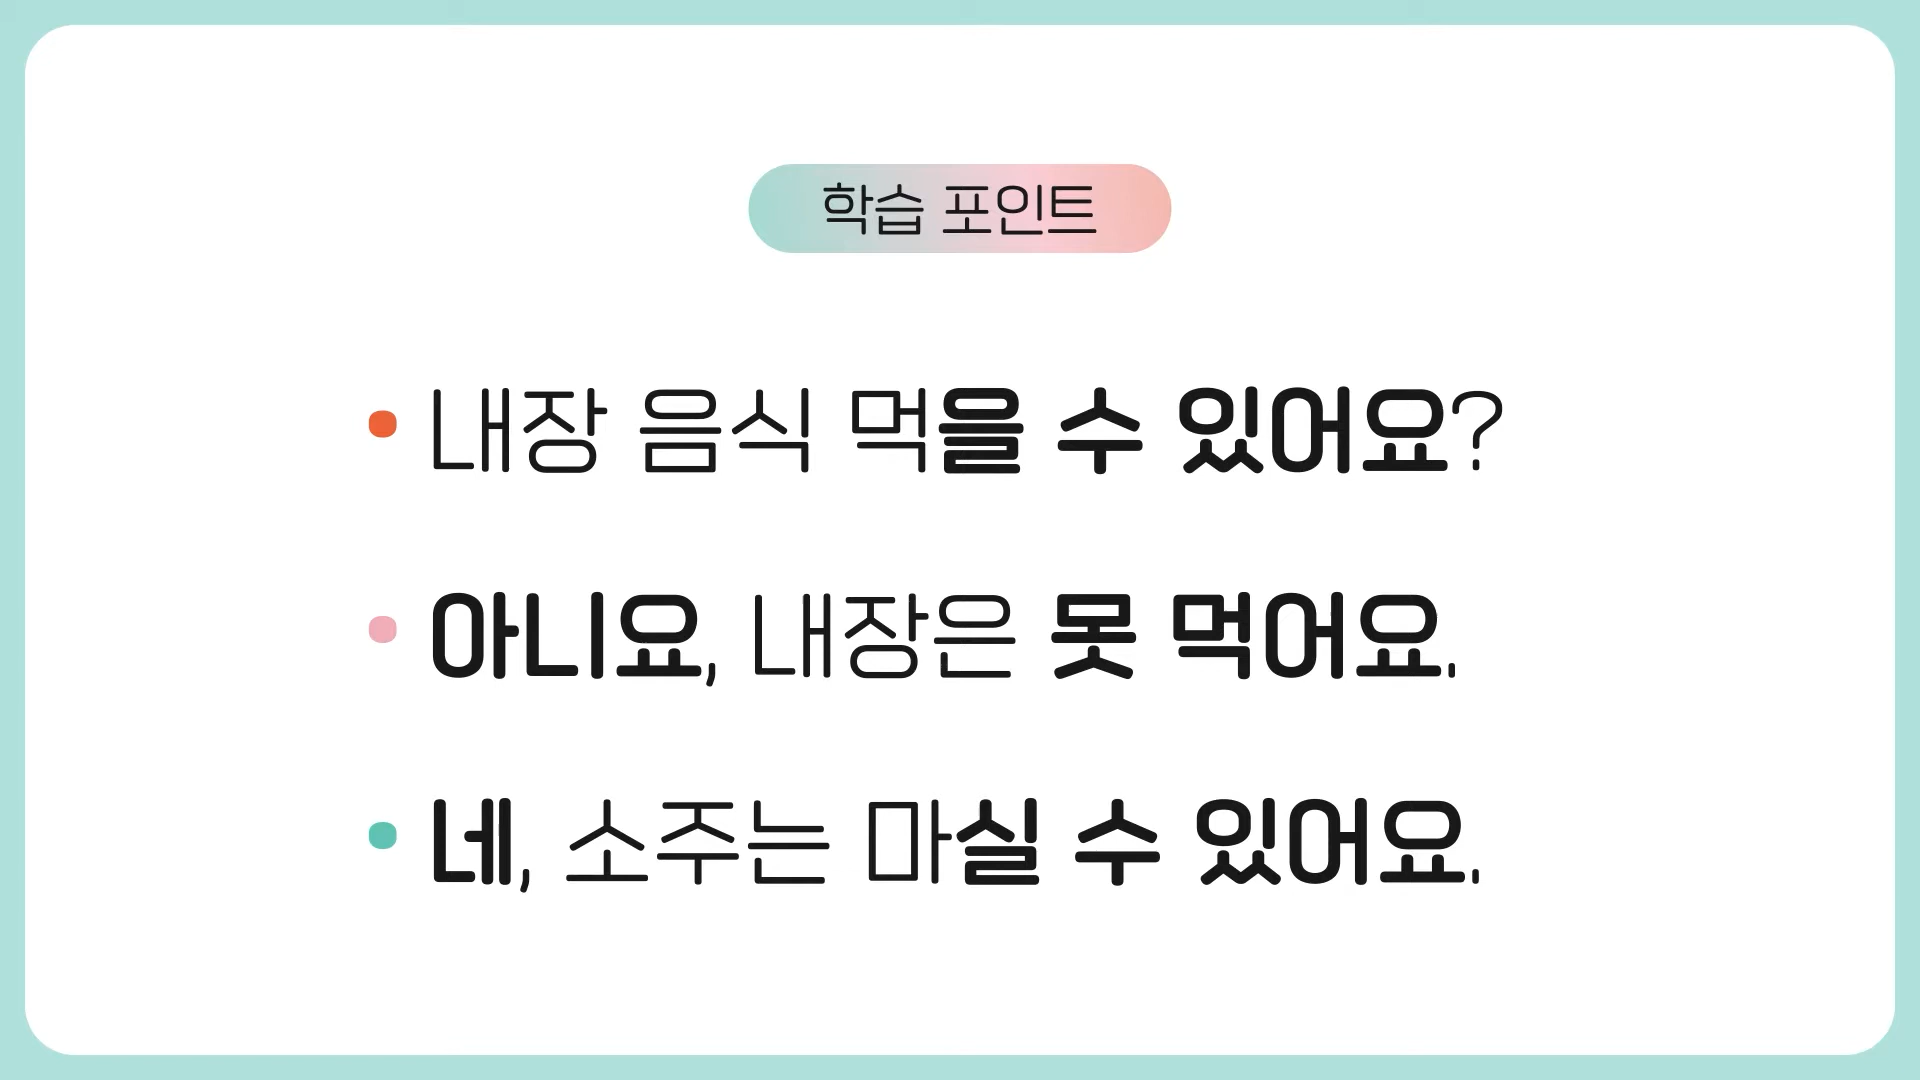 학습 포인트
• 내장 음식 먹을 수 있어요?
• 아니요, 내장은 못 먹어요.
• 네, 소주는 마실 수 있어요.